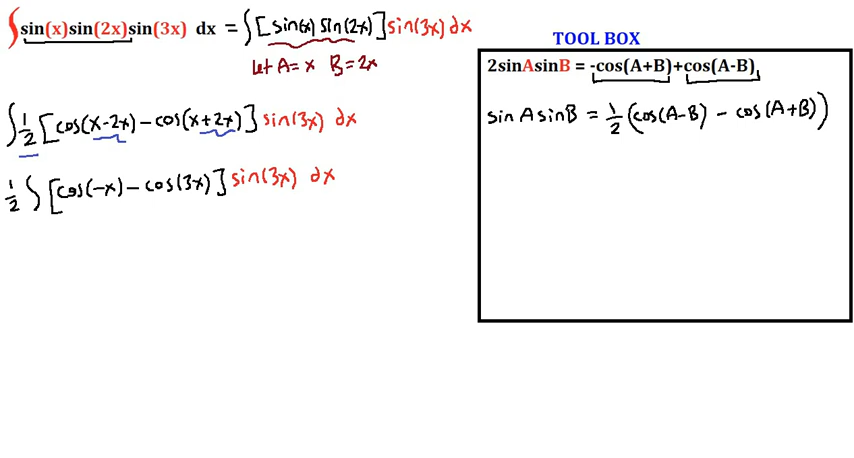 ∫ sin(x)sin(2x)sin(3x) dx = ∫ [ sin(x) sin(2x) ] sin(3x) dx
let A = x B = 2x
∫ 1/2 [ cos(x-2x) - cos(x+2x) ] sin(3x) dx
1/2 ∫ [ cos(-x) - cos(3x) ] sin(3x) dx
TOOL BOX
2sinAsinB = -cos(A+B)+cos(A-B)
sin A sin B = 1/2 ( cos(A-B) - cos(A+B) )